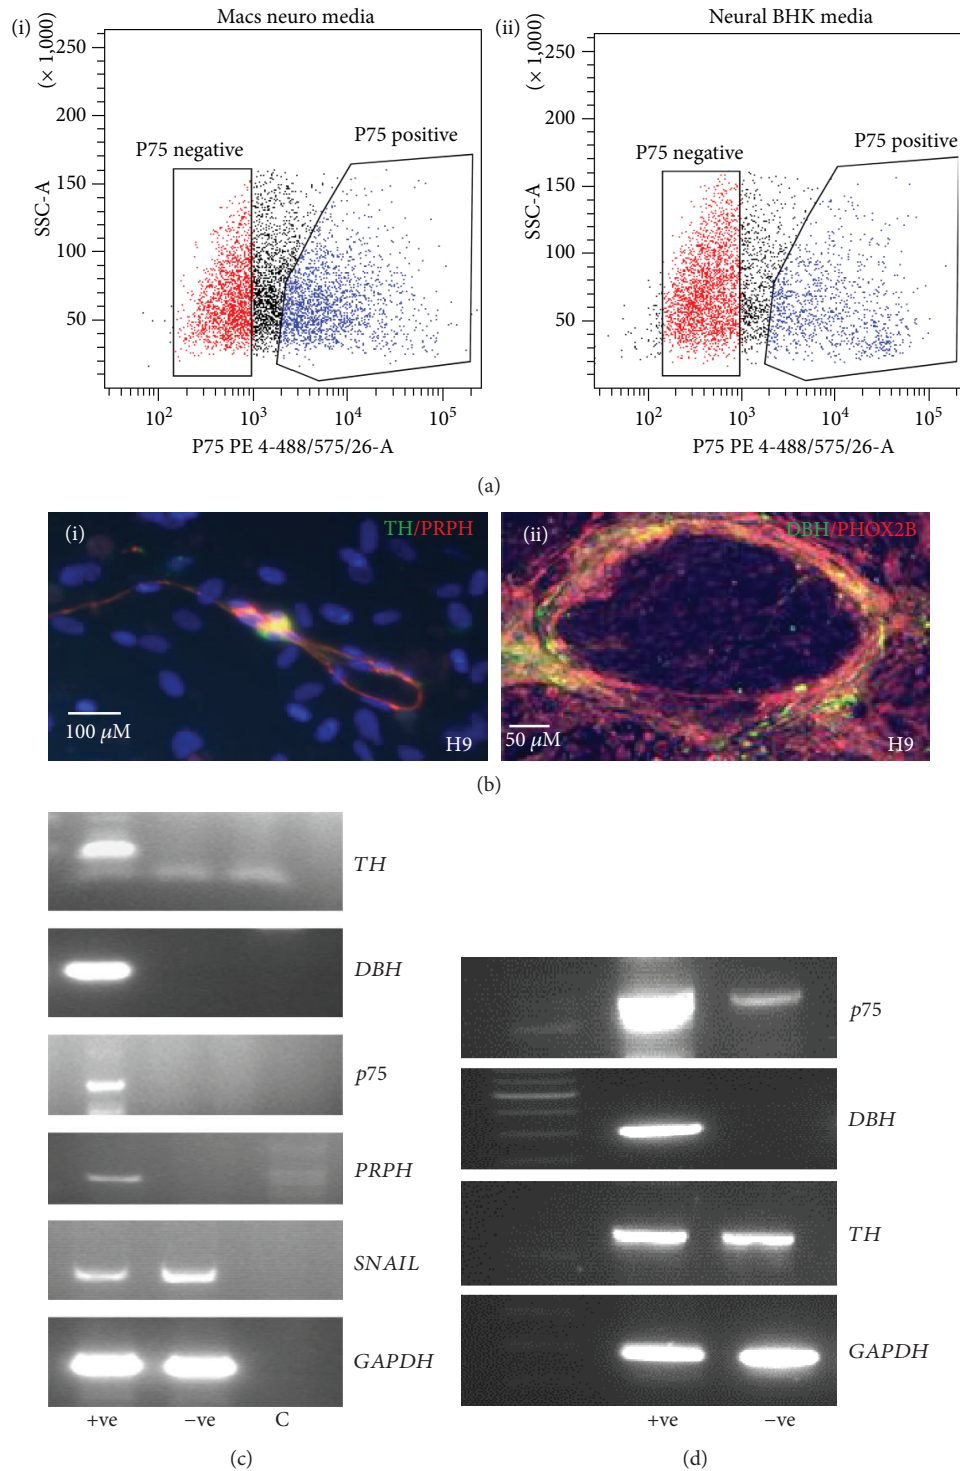 Macs neuro media
(i)
(× 1,000)
250
200
150
100
50
SSC-A
P75 negative
P75 positive
10² 10³ 10⁴ 10⁵
P75 PE 4-488/575/26-A
Neural BHK media
(ii)
(× 1,000)
250
200
150
100
50
SSC-A
P75 negative
P75 positive
10² 10³ 10⁴ 10⁵
P75 PE 4-488/575/26-A
(a)
(i)
TH/PRPH
100 μM
H9
(ii)
DBH/PHOX2B
50 μM
H9
(b)
TH
DBH
p75
PRPH
SNAIL
GAPDH
+ve −ve C
(c)
p75
DBH
TH
GAPDH
+ve −ve
(d)